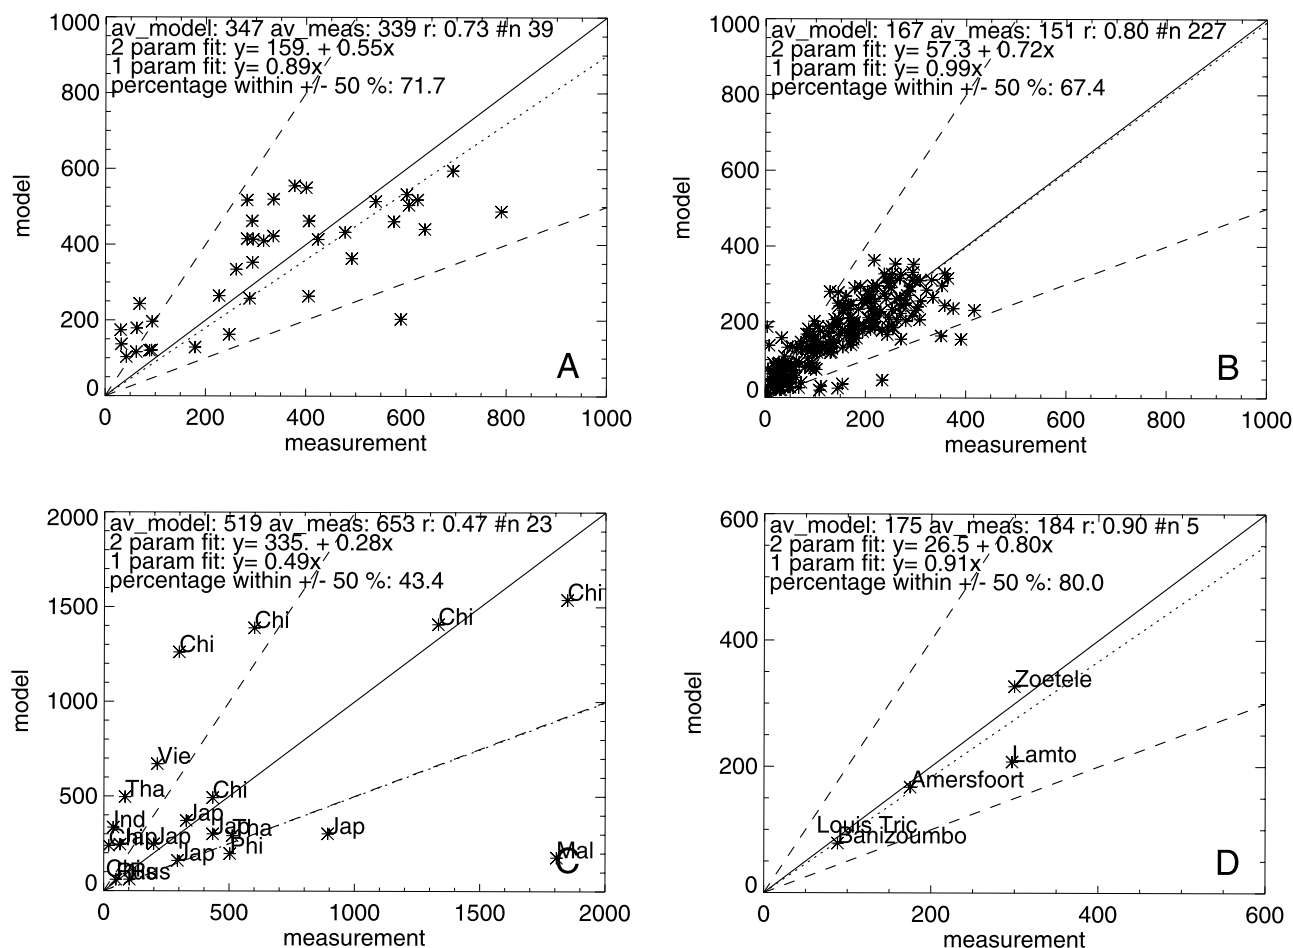 av_model: 347 av_meas: 339 r: 0.73 #n 39
2 param fit: y= 159. + 0.55x
1 param fit: y= 0.89x
percentage within +/- 50 %: 71.7
1000
800
600
400
200
0
model
A
0 200 400 600 800 1000
measurement
av_model: 167 av_meas: 151 r: 0.80 #n 227
2 param fit: y= 57.3 + 0.72x
1 param fit: y= 0.99x
percentage within +/- 50 %: 67.4
1000
800
600
400
200
0
model
B
0 200 400 600 800 1000
measurement
av_model: 519 av_meas: 653 r: 0.47 #n 23
2 param fit: y= 335. + 0.28x
1 param fit: y= 0.49x
percentage within +/- 50 %: 43.4
2000
1500
1000
500
0
model
Chi
Chi
Chi
Chi
Vie
Tha
Chi
Ind
Jap
Jap
Tha
Jap
Jap
Phi
Jap
Mal
C
0 500 1000 1500 2000
measurement
av_model: 175 av_meas: 184 r: 0.90 #n 5
2 param fit: y= 26.5 + 0.80x
1 param fit: y= 0.91x
percentage within +/- 50 %: 80.0
600
400
200
0
model
Zoetele
Lamto
Amersfoort
Louis Tric
Banizoumbo
D
0 200 400 600
measurement